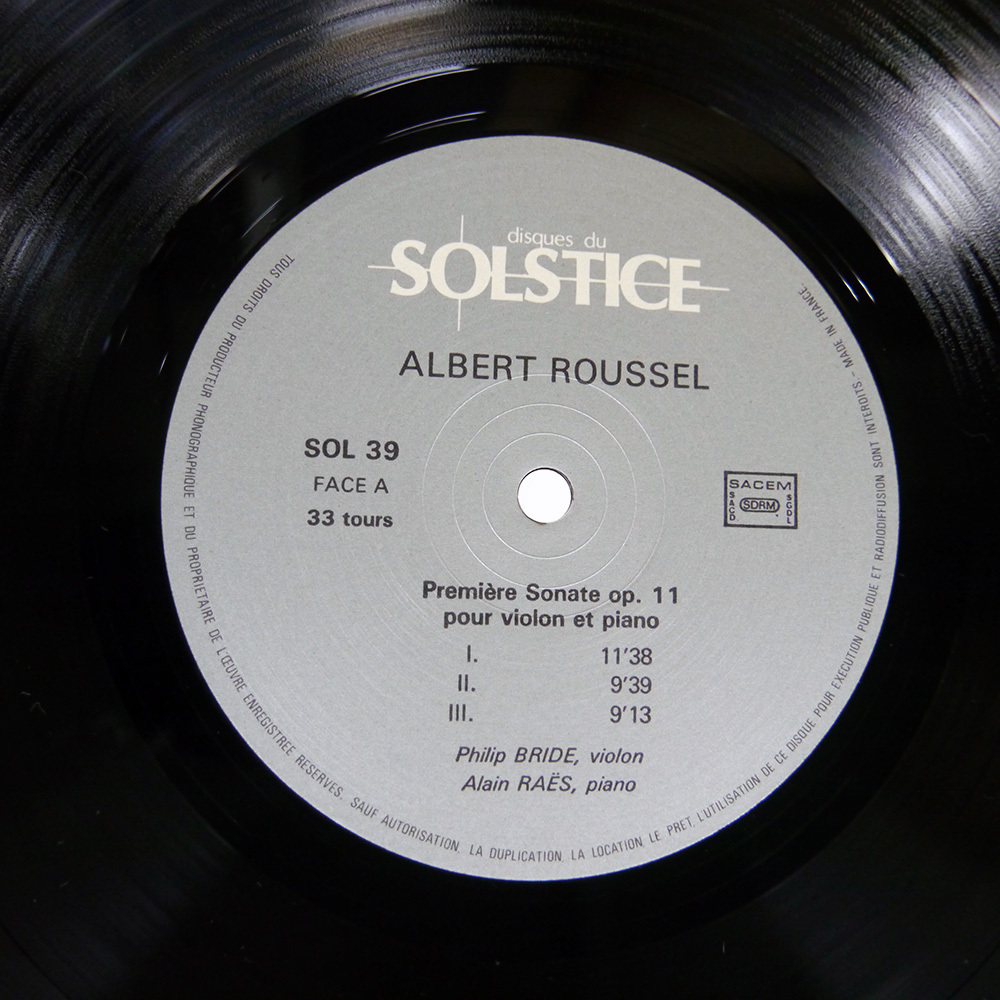 disques du
SOLSTICE
ALBERT ROUSSEL
SOL 39
FACE A
33 tours
SACEM
SACD
SDRM
SGDL
Première Sonate op. 11
pour violon et piano
I. 11'38
II. 9'39
III. 9'13
Philip BRIDE, violon
Alain RAËS, piano
TOUS DROITS DU PRODUCTEUR PHONOGRAPHIQUE ET DU PROPRIETAIRE DE L'ŒUVRE ENREGISTREE RESERVES. SAUF AUTORISATION. LA DUPLICATION. LA LOCATION. LE PRET. L'UTILISATION DE CE DISQUE POUR EXECUTION PUBLIQUE ET RADIODIFFUSION SONT INTERDITS. - MADE IN FRANCE.